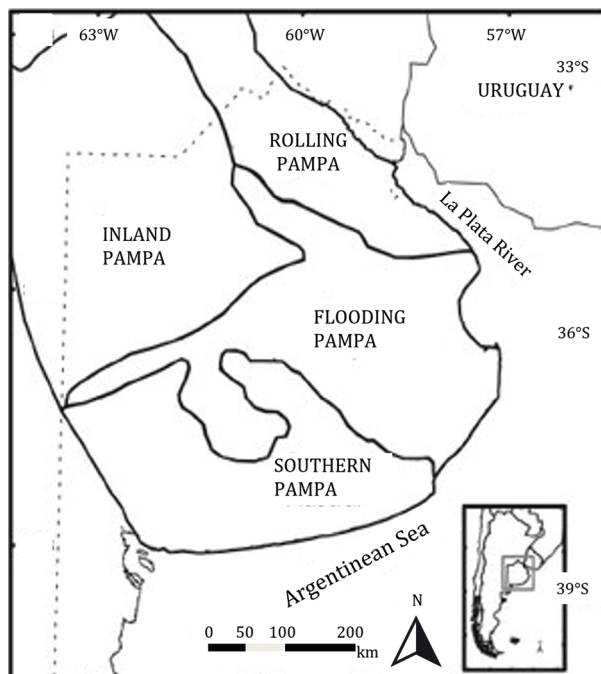 63°W
60°W
57°W
33°S
URUGUAY
ROLLING
PAMPA
La Plata River
INLAND
PAMPA
FLOODING
PAMPA
36°S
SOUTHERN
PAMPA
Argentinean Sea
39°S
N
0 50 100 200
km